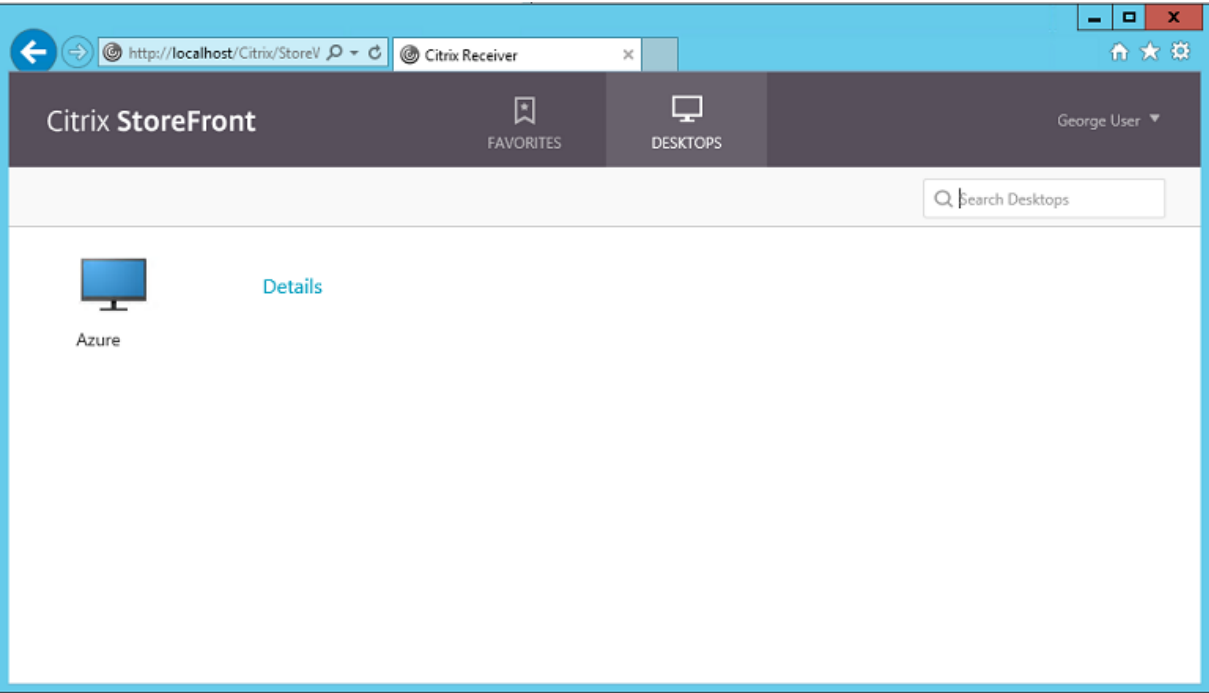 http://localhost/Citrix/StoreV
Citrix Receiver
Citrix StoreFront
FAVORITES
DESKTOPS
George User
Search Desktops
Details
Azure